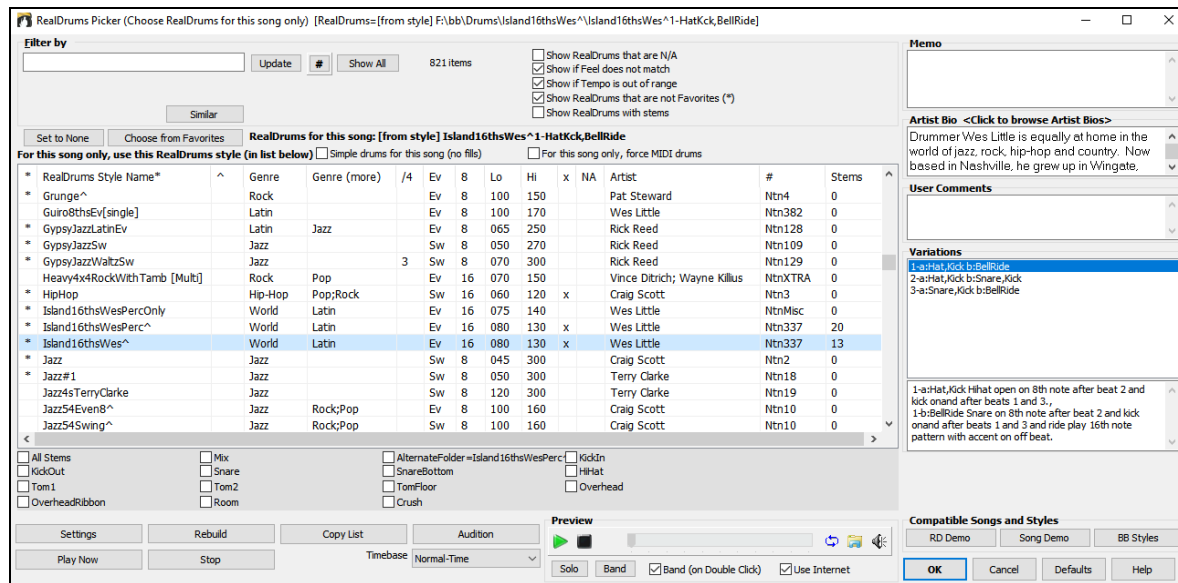 RealDrums Picker (Choose RealDrums for this song only) [RealDrums=[from style] F:\bb\Drums\Island16thsWes^\Island16thsWes^1-HatKck,BellRide]
Filter by
Update # Show All 821 items
Similar
Show RealDrums that are N/A
Show if Feel does not match
Show if Tempo is out of range
Show RealDrums that are not Favorites (*)
Show RealDrums with stems
Set to None Choose from Favorites RealDrums for this song: [from style] Island16thsWes^1-HatKck,BellRide
For this song only, use this RealDrums style (in list below) Simple drums for this song (no fills) For this song only, force MIDI drums
* RealDrums Style Name* ^ Genre Genre (more) /4 Ev 8 Lo Hi x NA Artist # Stems
* Grunge^ Rock Ev 8 100 150 Pat Steward Ntn4 0
Guiro8thsEv[single] Latin Ev 8 100 170 Wes Little Ntn382 0
* GypsyJazzLatinEv Latin Jazz Ev 8 065 250 Rick Reed Ntn128 0
GypsyJazzSw Jazz Sw 8 050 270 Rick Reed Ntn109 0
* GypsyJazzWaltzSw Jazz 3 Sw 8 070 300 Rick Reed Ntn129 0
Heavy4x4RockWithTamb [Multi] Rock Pop Ev 16 070 150 Vince Ditrich; Wayne Killius NtnXTRA 0
* HipHop Hip-Hop Pop;Rock Sw 16 060 120 x Craig Scott Ntn3 0
* Island16thsWesPercOnly World Latin Ev 16 075 140 Wes Little NtnMisc 0
* Island16thsWesPerc^ World Latin Ev 16 080 130 x Wes Little Ntn337 20
* Island16thsWes^ World Latin Ev 16 080 130 x Wes Little Ntn337 13
* Jazz Jazz Sw 8 045 300 Craig Scott Ntn2 0
* Jazz#1 Jazz Sw 8 050 300 Terry Clarke Ntn18 0
Jazz4sTerryClarke Jazz Sw 8 120 300 Terry Clarke Ntn19 0
Jazz54Even8^ Jazz Rock;Pop Ev 8 100 160 Craig Scott Ntn10 0
Jazz54Swing^ Jazz Rock;Pop Sw 8 100 160 Craig Scott Ntn10 0
All Stems Mix AlternateFolder=Island16thsWesPerc^ KickIn
KickOut Snare SnareBottom HiHat
Tom1 Tom2 TomFloor Overhead
OverheadRibbon Room Crush
Settings Rebuild Copy List Audition
Play Now Stop Timebase Normal-Time
Preview
Solo Band Band (on Double Click) Use Internet
Memo
Artist Bio <Click to browse Artist Bios>
Drummer Wes Little is equally at home in the
world of jazz, rock, hip-hop and country. Now
based in Nashville, he grew up in Wingate,
User Comments
Variations
1-a:Hat,Kick b:BellRide
2-a:Hat,Kick b:Snare,Kick
3-a:Snare,Kick b:BellRide
1-a:Hat,Kick Hihat open on 8th note after beat 2 and
kick onand after beats 1 and 3.,
1-b:BellRide Snare on 8th note after beat 2 and kick
onand after beats 1 and 3 and ride play 16th note
pattern with accent on off beat.
Compatible Songs and Styles
RD Demo Song Demo BB Styles
OK Cancel Defaults Help